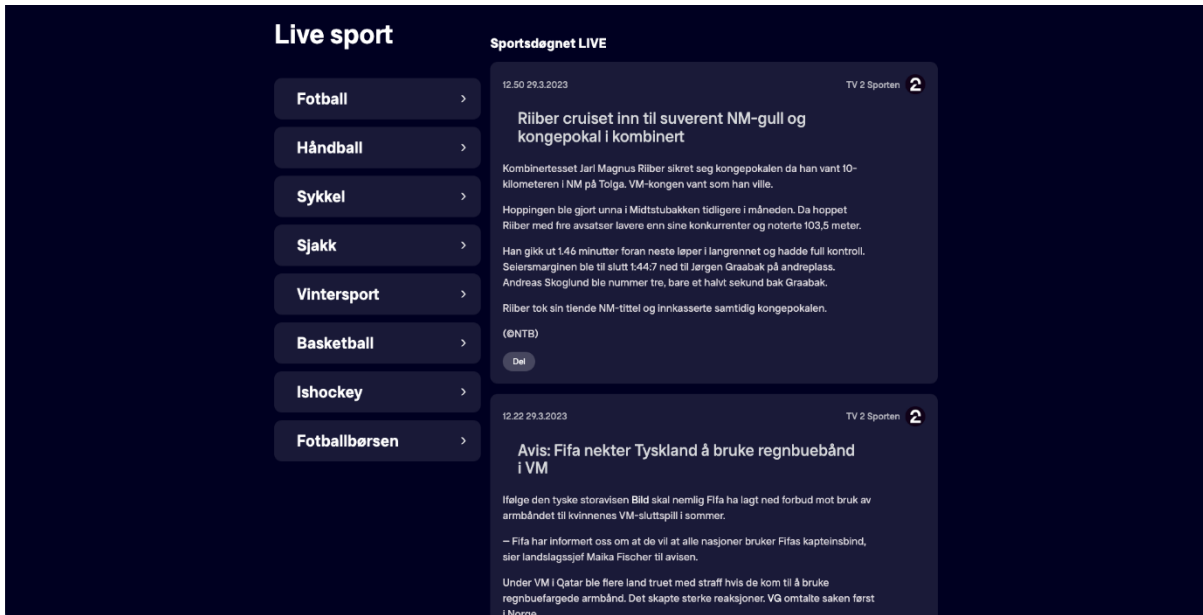 Live sport
Fotball
Håndball
Sykkel
Sjakk
Vintersport
Basketball
Ishockey
Fotballbørsen
Sportsdøgnet LIVE
12.50 29.3.2023
TV 2 Sporten 2
Riiber cruiset inn til suverent NM-gull og
kongepokal i kombinert
Kombinertesset Jarl Magnus Riiber sikret seg kongepokalen da han vant 10-
kilometeren i NM på Tolga. VM-kongen vant som han ville.
Hoppingen ble gjort unna i Midtstubakken tidligere i måneden. Da hoppet
Riiber med fire avsatser lavere enn sine konkurrenter og noterte 103,5 meter.
Han gikk ut 1.46 minutter foran neste løper i langrennet og hadde full kontroll.
Seiersmarginen ble til slutt 1:44:7 ned til Jørgen Graabak på andreplass.
Andreas Skoglund ble nummer tre, bare et halvt sekund bak Graabak.
Riiber tok sin tiende NM-tittel og innkasserte samtidig kongepokalen.
(©NTB)
Del
12.22 29.3.2023
TV 2 Sporten 2
Avis: Fifa nekter Tyskland å bruke regnbuebånd
i VM
Ifølge den tyske storavisen Bild skal nemlig Fifa ha lagt ned forbud mot bruk av
armbåndet til kvinnenes VM-sluttspill i sommer.
– Fifa har informert oss om at de vil at alle nasjoner bruker Fifas kapteinsbind,
sier landslagssjef Maika Fischer til avisen.
Under VM i Qatar ble flere land truet med straff hvis de kom til å bruke
regnbuefargede armbånd. Det skapte sterke reaksjoner. VG omtalte saken først
i Norge.